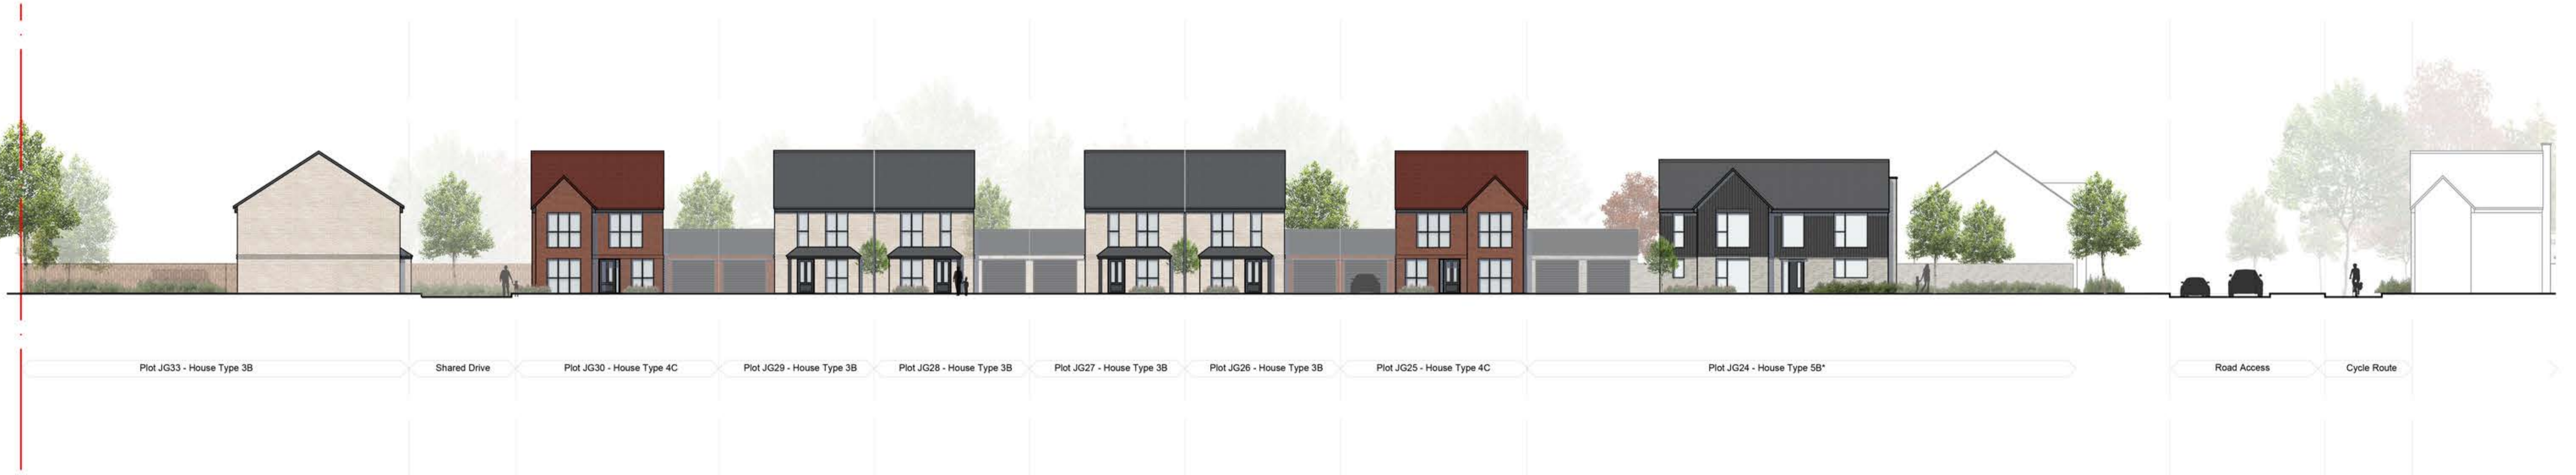 Plot JG33 - House Type 3B
Shared Drive
Plot JG30 - House Type 4C
Plot JG29 - House Type 3B
Plot JG28 - House Type 3B
Plot JG27 - House Type 3B
Plot JG26 - House Type 3B
Plot JG25 - House Type 4C
Plot JG24 - House Type 5B*
Road Access
Cycle Route